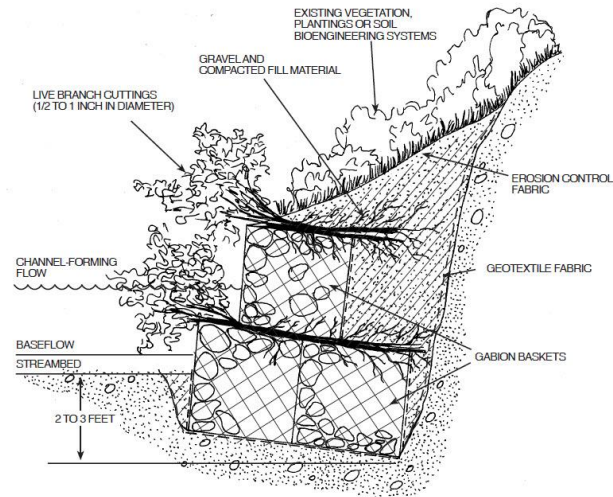 EXISTING VEGETATION,
PLANTINGS OR SOIL
BIOENGINEERING SYSTEMS
GRAVEL AND
COMPACTED FILL MATERIAL
LIVE BRANCH CUTTINGS
(1/2 TO 1 INCH IN DIAMETER)
EROSION CONTROL
FABRIC
CHANNEL-FORMING
FLOW
GEOTEXTILE FABRIC
BASEFLOW
GABION BASKETS
STREAMBED
2 TO 3 FEET